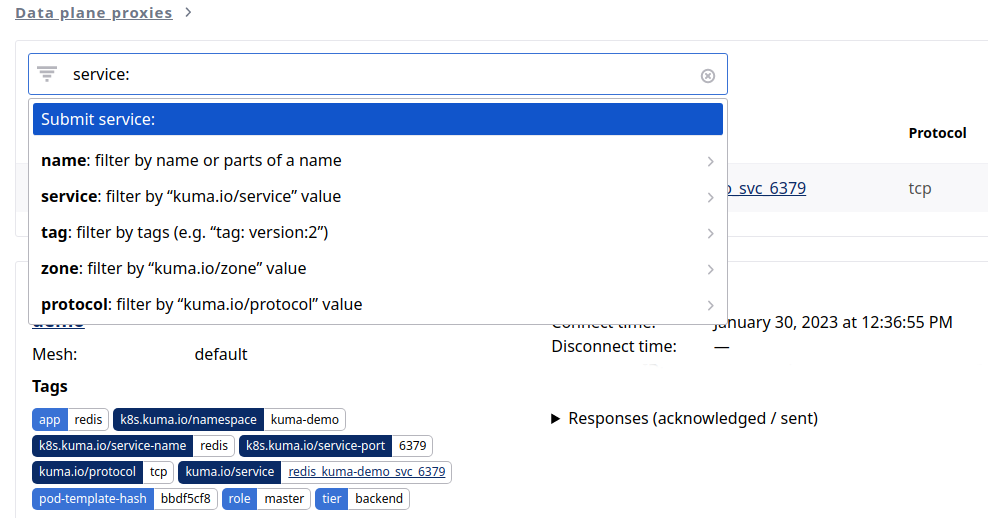 Data plane proxies >
service:
Submit service:
Protocol
name: filter by name or parts of a name
service: filter by “kuma.io/service” value
_svc_6379 tcp
tag: filter by tags (e.g. “tag: version:2”)
zone: filter by “kuma.io/zone” value
protocol: filter by “kuma.io/protocol” value
demo
Connect time: January 30, 2023 at 12:36:55 PM
Mesh: default
Disconnect time: —
Tags
app redis k8s.kuma.io/namespace kuma-demo
Responses (acknowledged / sent)
k8s.kuma.io/service-name redis k8s.kuma.io/service-port 6379
kuma.io/protocol tcp kuma.io/service redis_kuma-demo_svc_6379
pod-template-hash bbdf5cf8 role master tier backend